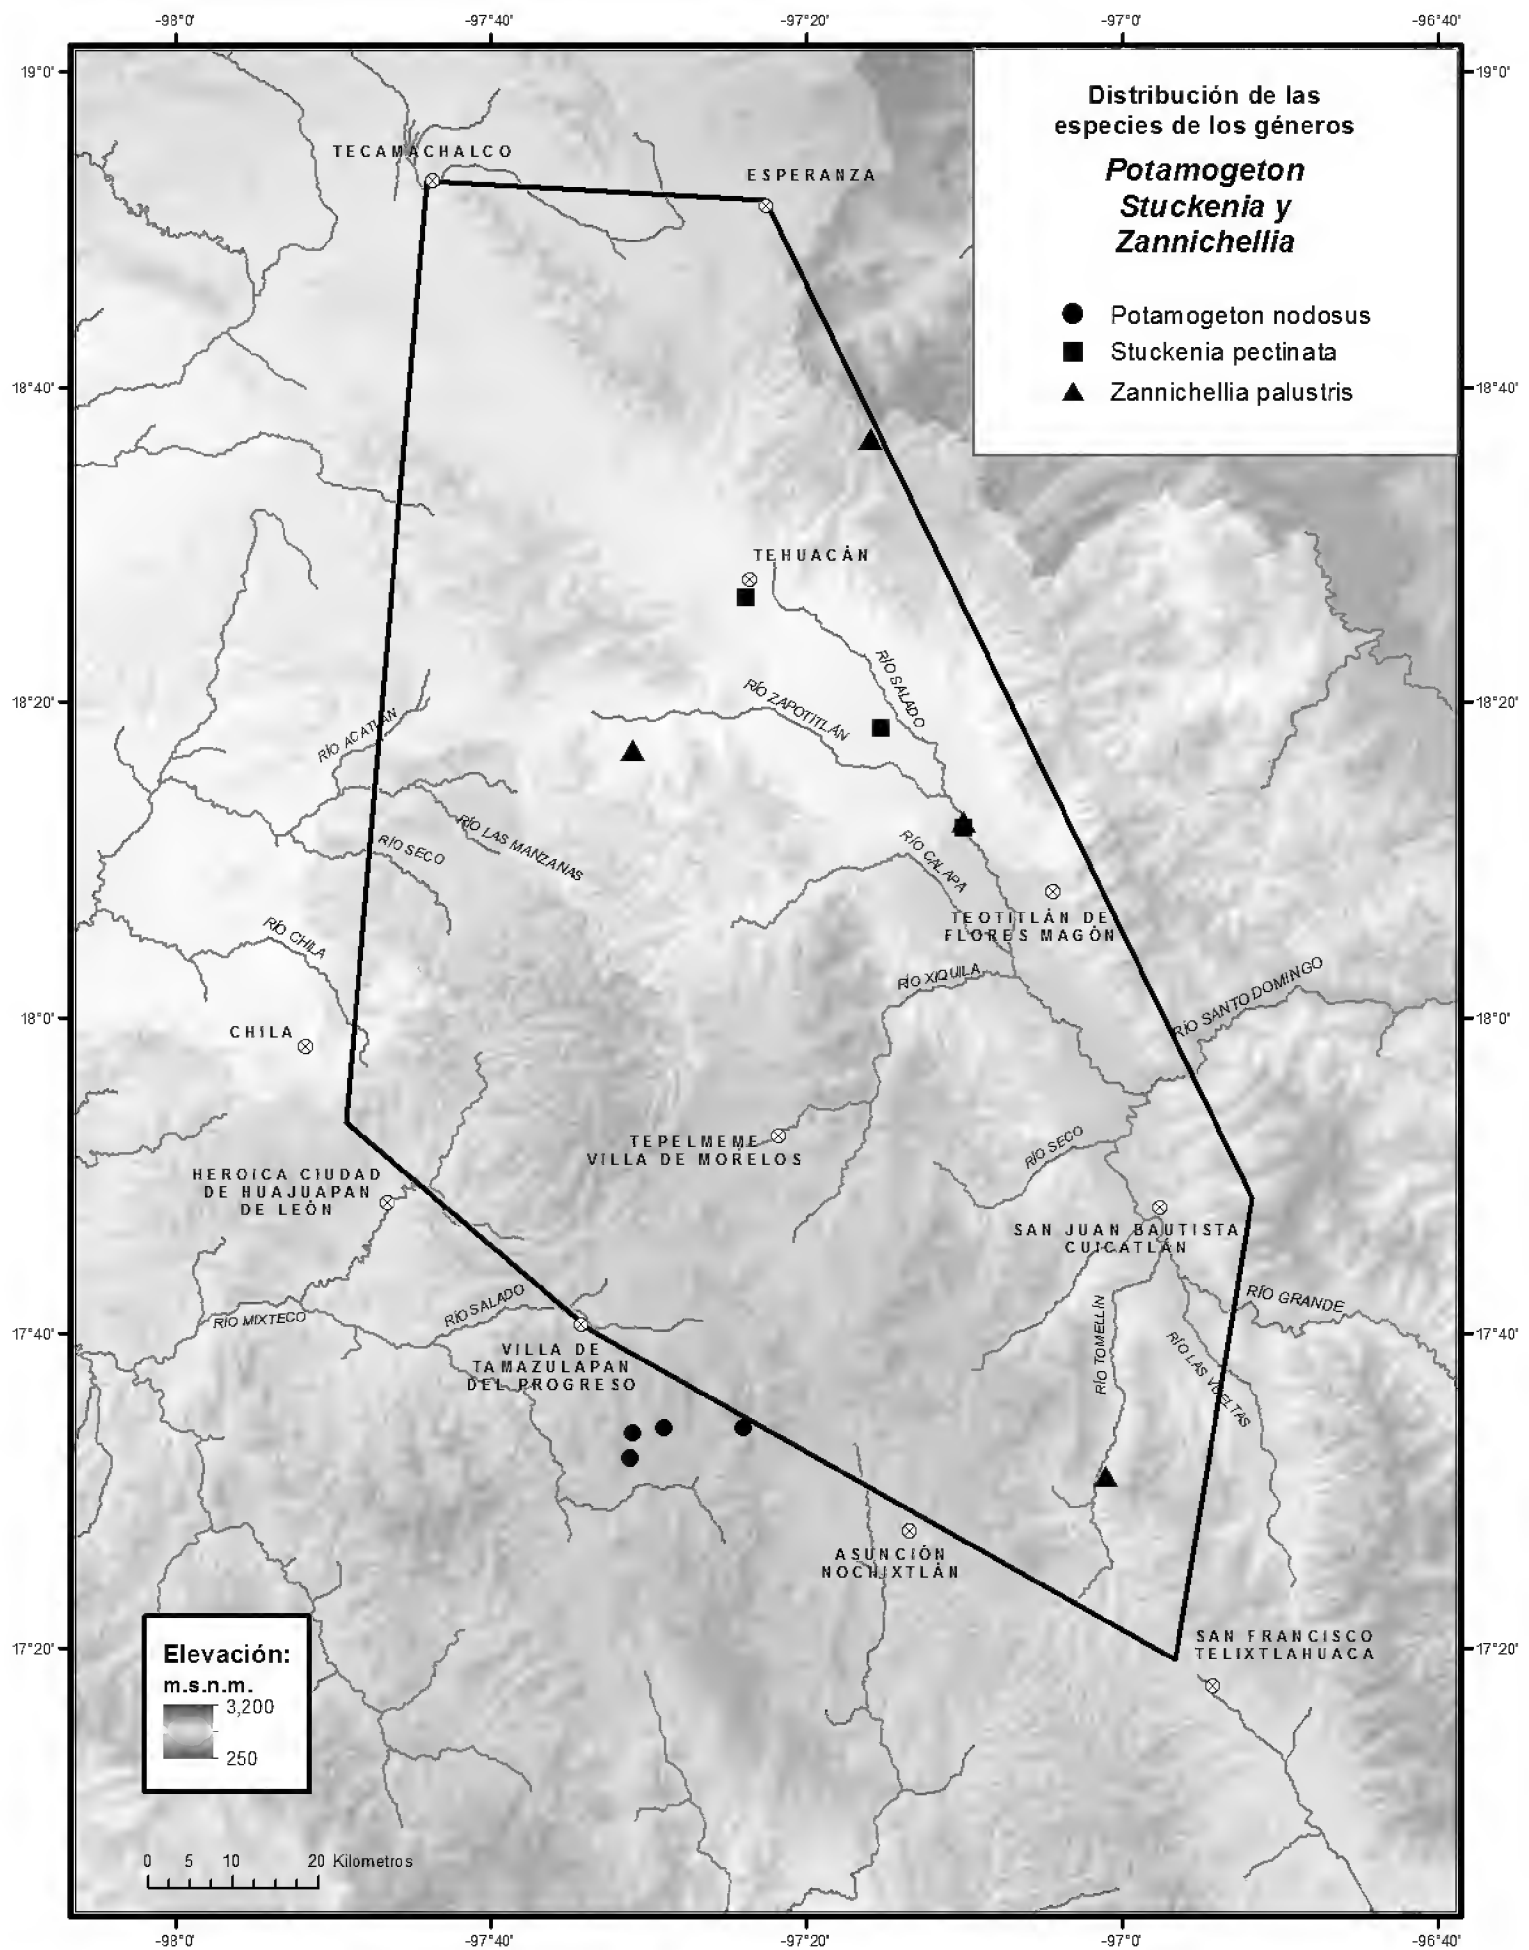 -98°0'
-97°40'
-97°20'
-97°0'
-96°40'
19°0'
19°0'
Distribución de las
especies de los géneros
Potamogeton
Stuckenia y
Zannichellia
Potamogeton nodosus
Stuckenia pectinata
Zannichellia palustris
TECAMACHALCO
ESPERANZA
18°40'
18°40'
TEHUACÁN
RÍO SALADO
18°20'
18°20'
RÍO ZAPOTITLÁN
RÍO ACATLÁN
RÍO LAS MANZANAS
RÍO SECO
RÍO CALAPA
TEOTITLÁN DE
FLORES MAGÓN
RÍO CHILA
RÍO XIQUILA
RÍO SANTO DOMINGO
18°0'
18°0'
CHILA
TEPELMEME
VILLA DE MORELOS
RÍO SECO
HEROICA CIUDAD
DE HUAJUAPAN
DE LEÓN
SAN JUAN BAUTISTA
CUICATLÁN
RÍO GRANDE
RÍO SALADO
RÍO MIXTECO
17°40'
17°40'
RÍO TOMELLÍN
RÍO LAS VUELTAS
VILLA DE
TAMAZULAPAN
DEL PROGRESO
ASUNCIÓN
NOCHIXTLÁN
SAN FRANCISCO
TELIXTLAHUACA
17°20'
17°20'
Elevación:
m.s.n.m.
3,200
250
0 5 10 20 Kilometros
-98°0'
-97°40'
-97°20'
-97°0'
-96°40'